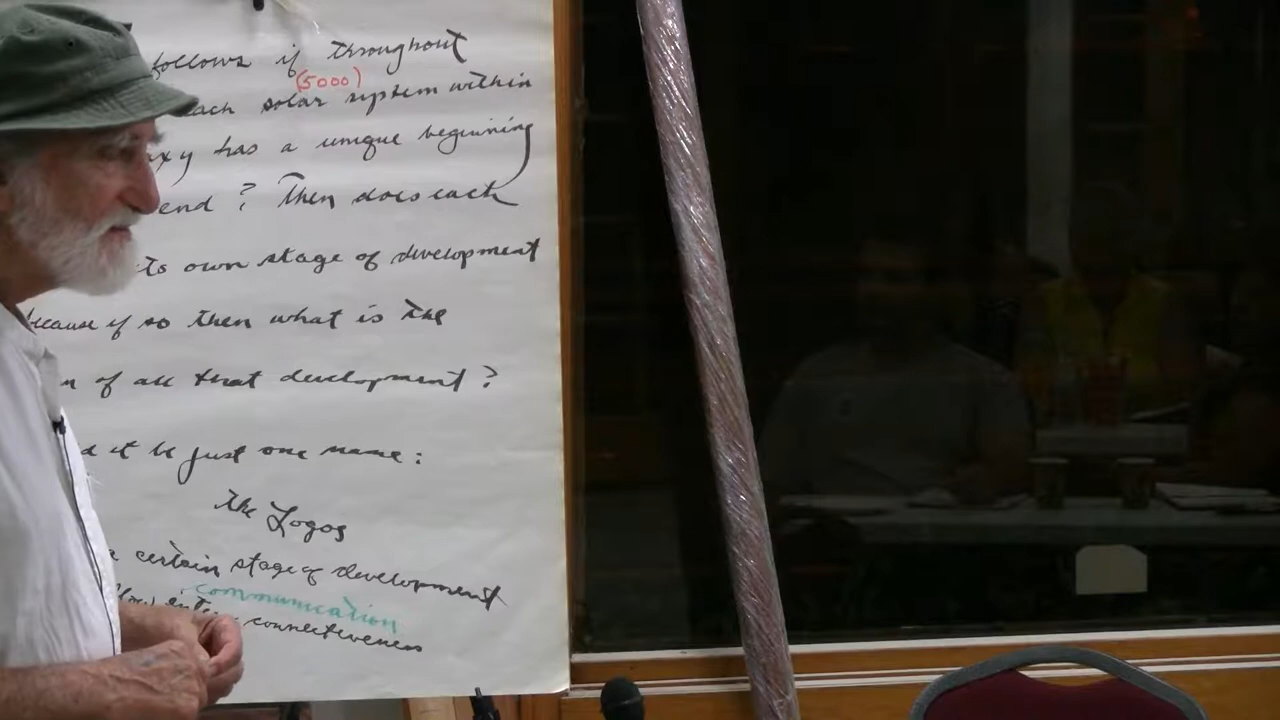 follows if throughout
(5000)
each solar system within
xy has a unique beginning
end ? Then does each
its own stage of development
because if so then what is the
n of all that development ?
d it be just one name :
the Logos
a certain stage of development
communication
connectiveness